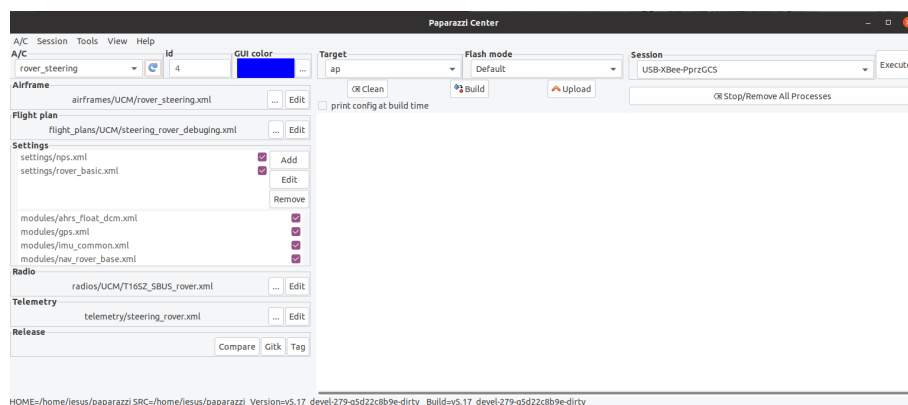 Paparazzi Center
A/C Session Tools View Help
A/C id GUI color Target Flash mode Session
rover_steering 4 ... ap Default USB-XBee-PprzGCS Execute
Airframe
airframes/UCM/rover_steering.xml ... Edit
Clean Build Upload
Stop/Remove All Processes
print config at build time
Flight plan
flight_plans/UCM/steering_rover_debuging.xml ... Edit
Settings
settings/nps.xml
settings/rover_basic.xml
Add
Edit
Remove
modules/ahrs_float_dcm.xml
modules/gps.xml
modules/imu_common.xml
modules/nav_rover_base.xml
Radio
radios/UCM/T16SZ_SBUS_rover.xml ... Edit
Telemetry
telemetry/steering_rover.xml ... Edit
Release
Compare Gitk Tag
HOME=/home/jesus/paparazzi SRC=/home/jesus/paparazzi Version=v5.17_devel-279-g5d22c8b9e-dirty Build=v5.17_devel-279-g5d22c8b9e-dirty